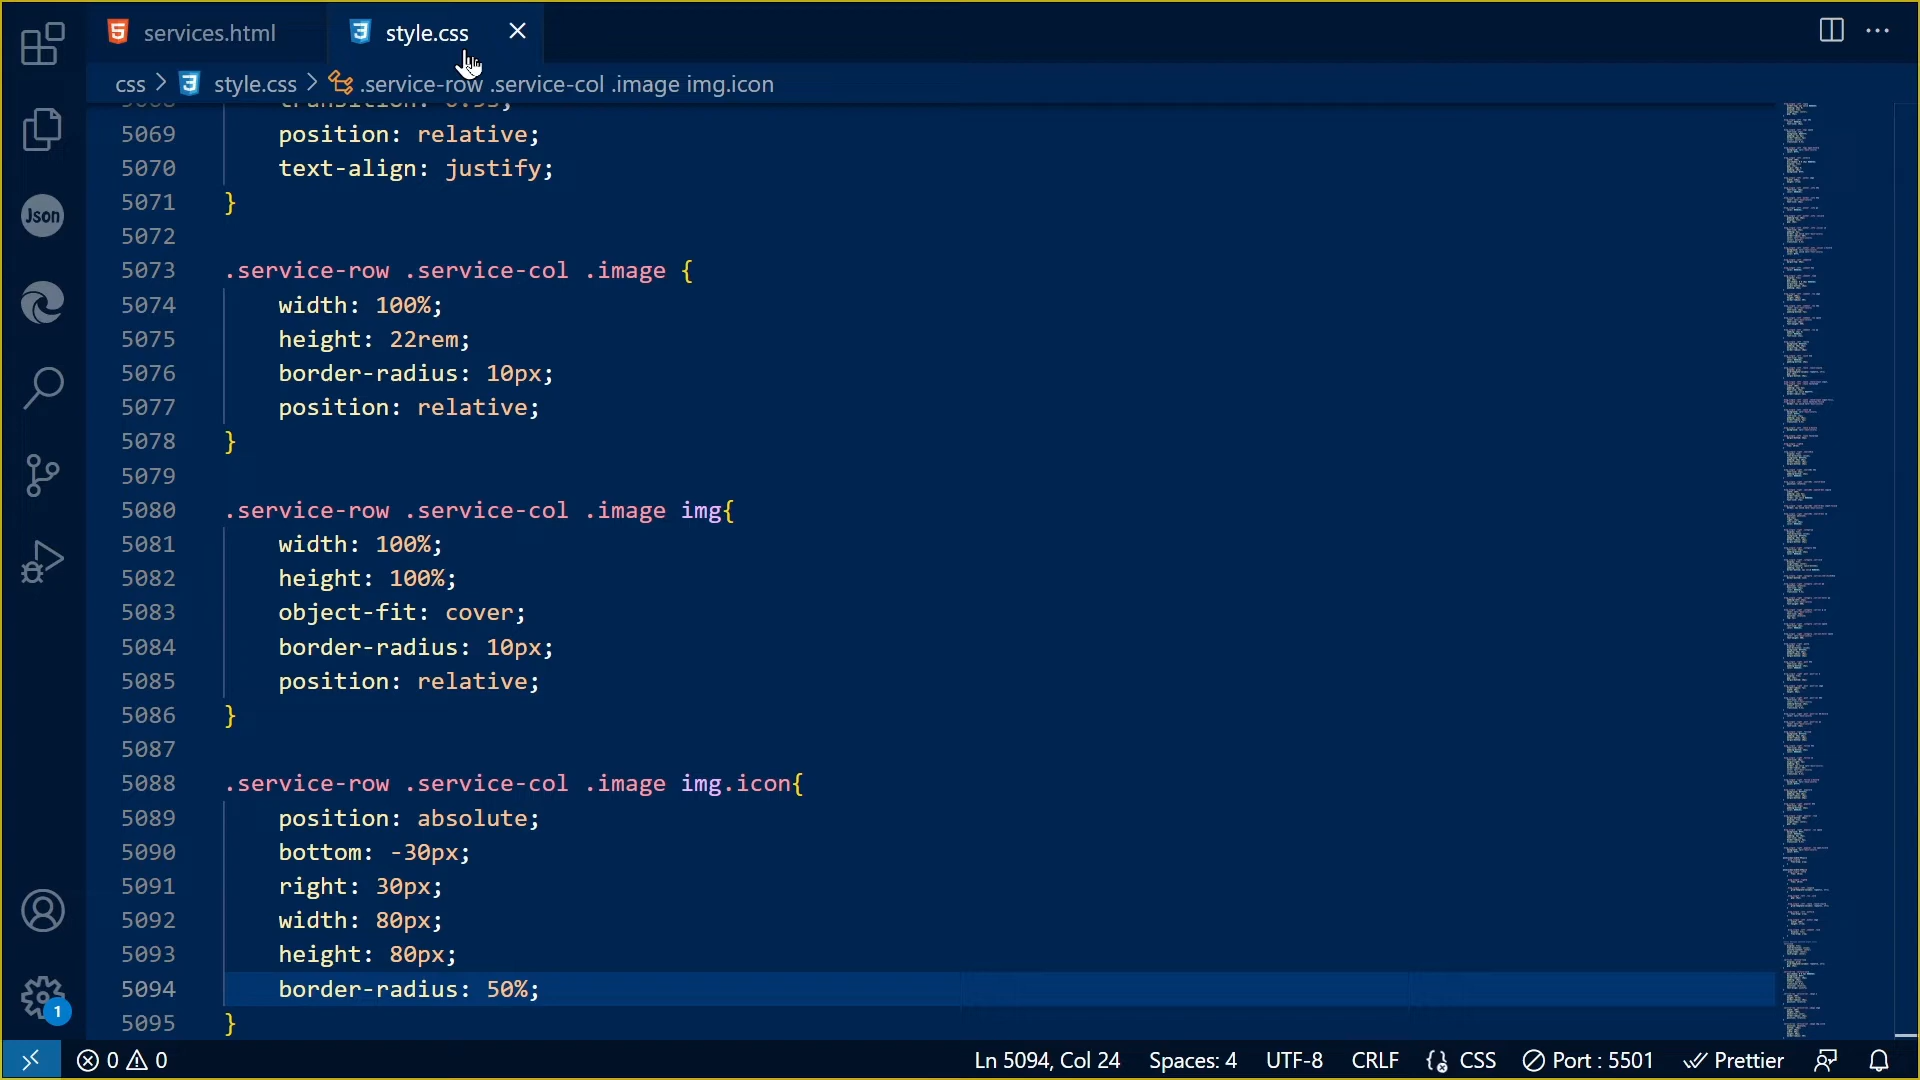 services.html
style.css
css > style.css > .service-row .service-col .image img.icon
5069 position: relative;
5070 text-align: justify;
5071 }
5072
5073 .service-row .service-col .image {
5074 width: 100%;
5075 height: 22rem;
5076 border-radius: 10px;
5077 position: relative;
5078 }
5079
5080 .service-row .service-col .image img{
5081 width: 100%;
5082 height: 100%;
5083 object-fit: cover;
5084 border-radius: 10px;
5085 position: relative;
5086 }
5087
5088 .service-row .service-col .image img.icon{
5089 position: absolute;
5090 bottom: -30px;
5091 right: 30px;
5092 width: 80px;
5093 height: 80px;
5094 border-radius: 50%;
5095 }
Json
1
0 0 Ln 5094, Col 24 Spaces: 4 UTF-8 CRLF CSS Port : 5501 Prettier